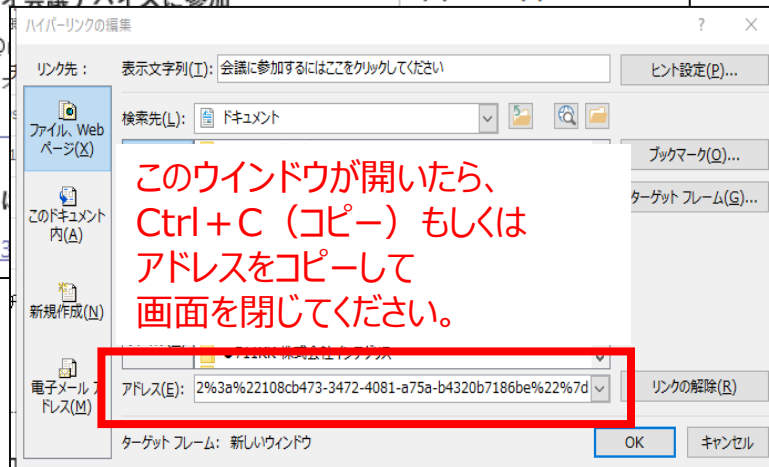 会議デバイスに参加
ハイパーリンクの編集
リンク先：
表示文字列(T): 会議に参加するにはここをクリックしてください
ヒント設定(P)...
ファイル、Web
ページ(X)
検索先(L): ドキュメント
ブックマーク(O)...
このウインドウが開いたら、
Ctrl＋C（コピー）もしくは
アドレスをコピーして
画面を閉じてください。
ターゲット フレーム(G)...
このドキュメント
内(A)
新規作成(N)
電子メール ア
ドレス(M)
アドレス(E): 2%3a%22108cb473-3472-4081-a75a-b4320b7186be%22%7d
リンクの解除(R)
ターゲット フレーム： 新しいウィンドウ
OK
キャンセル